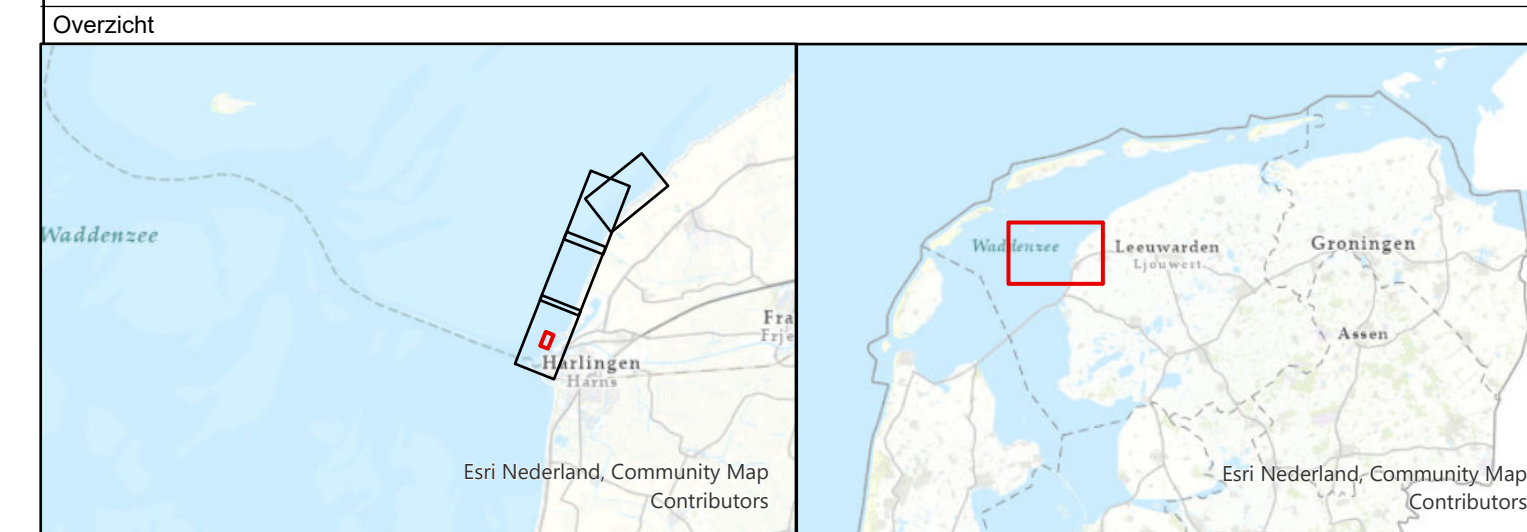 Overzicht
Waddenzee
Fra
Frje
Harlingen
Harns
Esri Nederland, Community Map
Contributors
Waddenzee
Leeuwarden
Ljouwert
Groningen
Assen
Esri Nederland, Community Map
Contributors